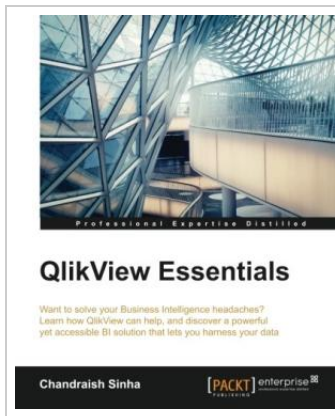 Professional Expertise Distilled
QlikView Essentials
Want to solve your Business Intelligence headaches?
Learn how QlikView can help, and discover a powerful
yet accessible BI solution that lets you harness your data
Chandraish Sinha
[PACKT] enterprise
PUBLISHING